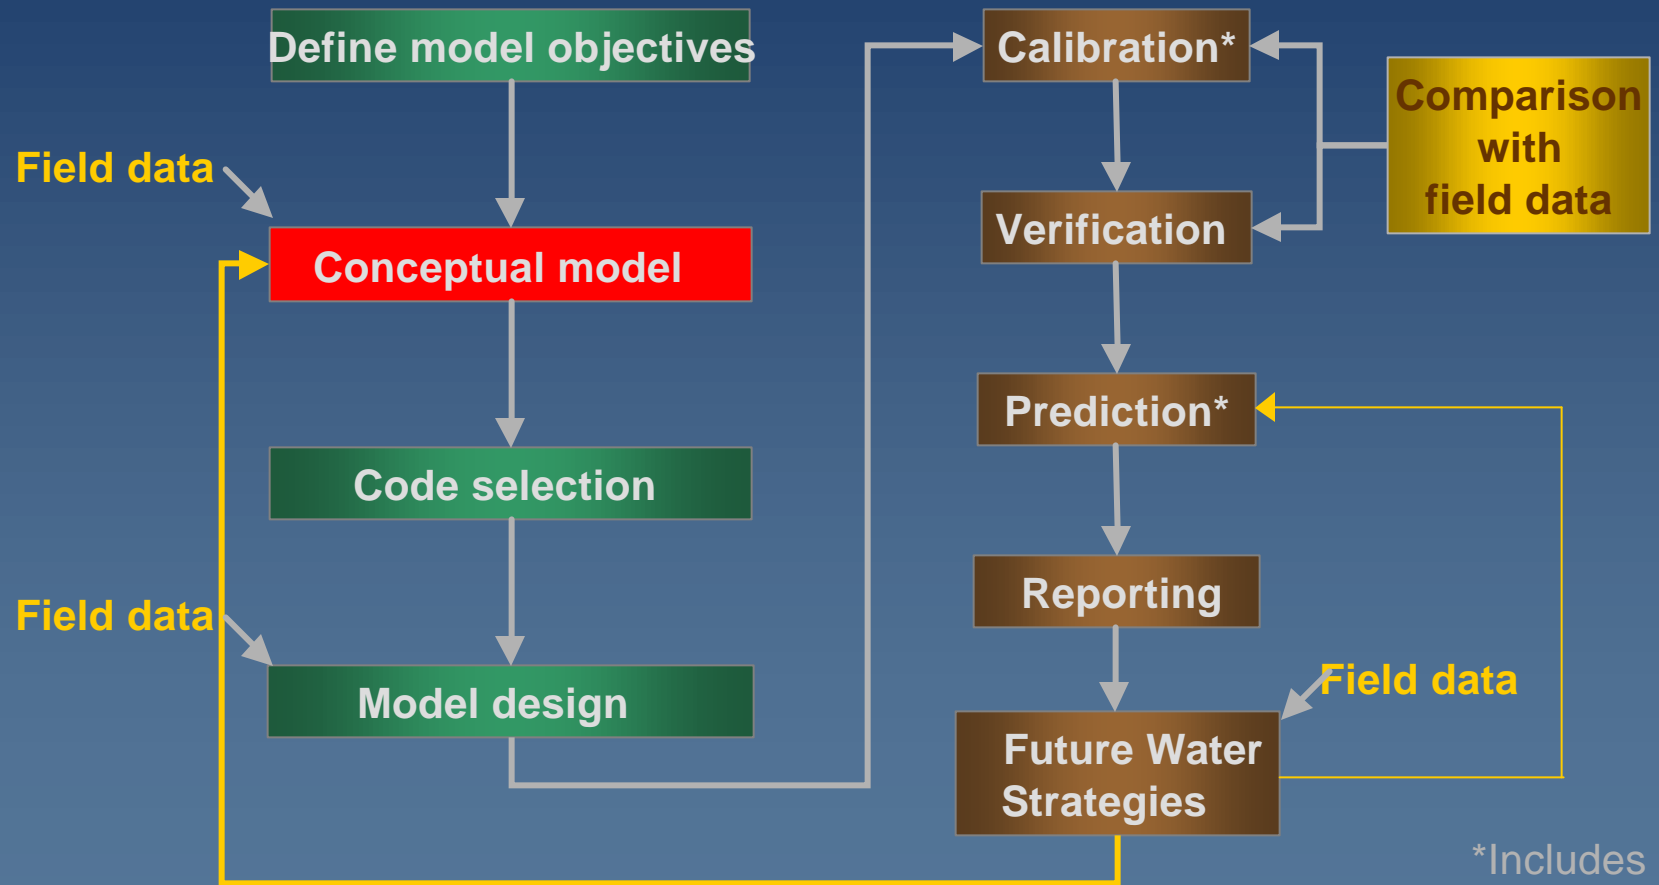 Define model objectives
Field data
Conceptual model
Code selection
Field data
Model design
Calibration*
Comparison
with
field data
Verification
Prediction*
Reporting
Field data
Future Water
Strategies
*Includes